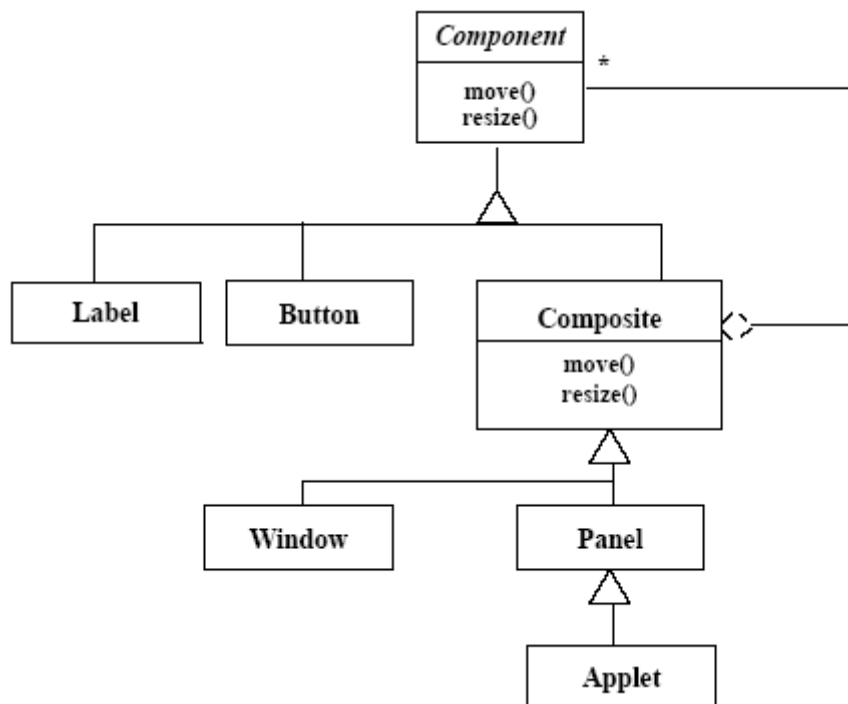 Component
*
move()
resize()
Label
Button
Composite
move()
resize()
Window
Panel
Applet